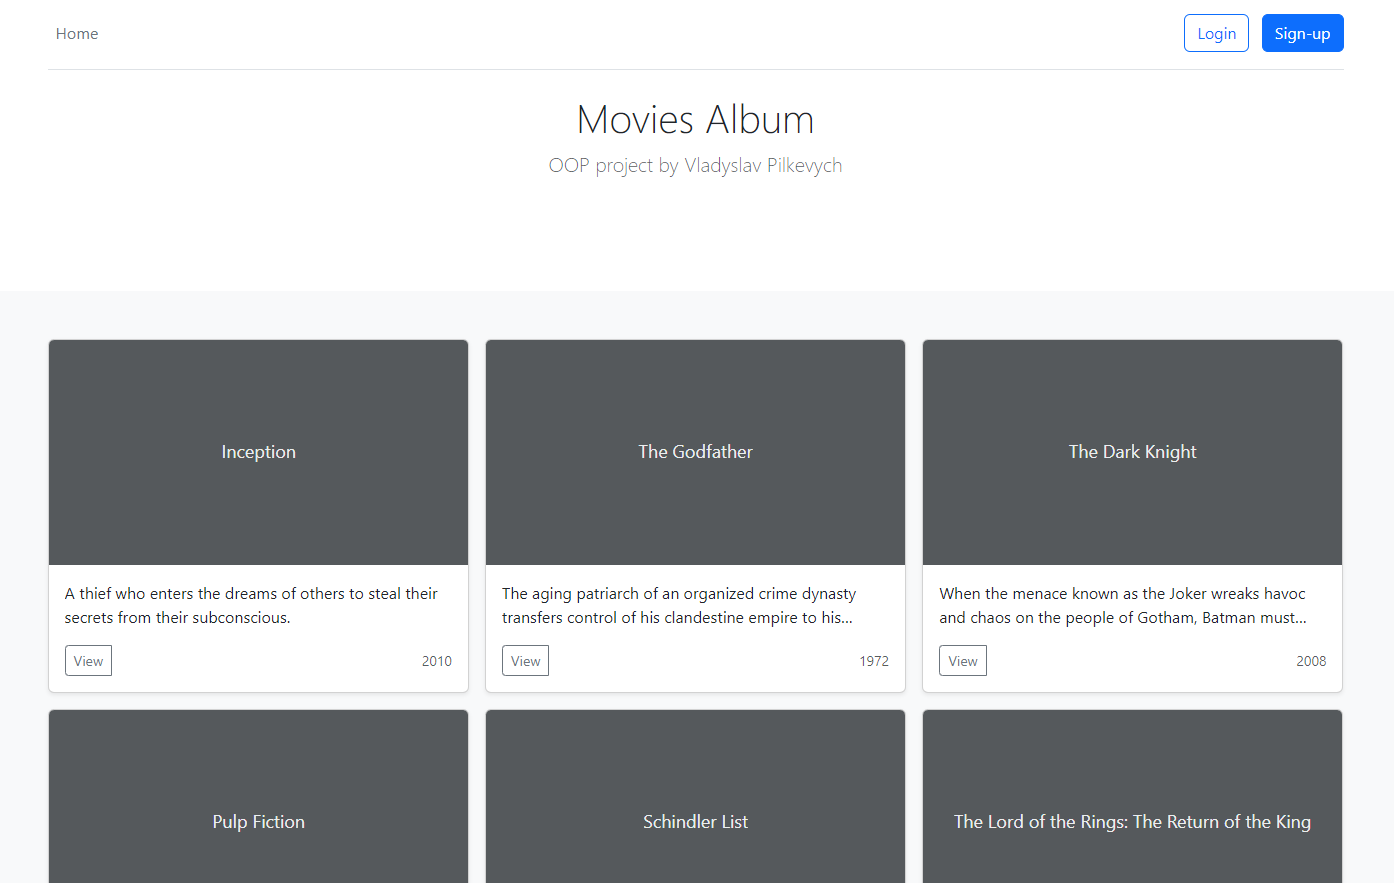 Home
Login
Sign-up
Movies Album
OOP project by Vladyslav Pilkevych
Inception
The Godfather
The Dark Knight
A thief who enters the dreams of others to steal their
secrets from their subconscious.
The aging patriarch of an organized crime dynasty
transfers control of his clandestine empire to his...
When the menace known as the Joker wreaks havoc
and chaos on the people of Gotham, Batman must...
View
2010
View
1972
View
2008
Pulp Fiction
Schindler List
The Lord of the Rings: The Return of the King